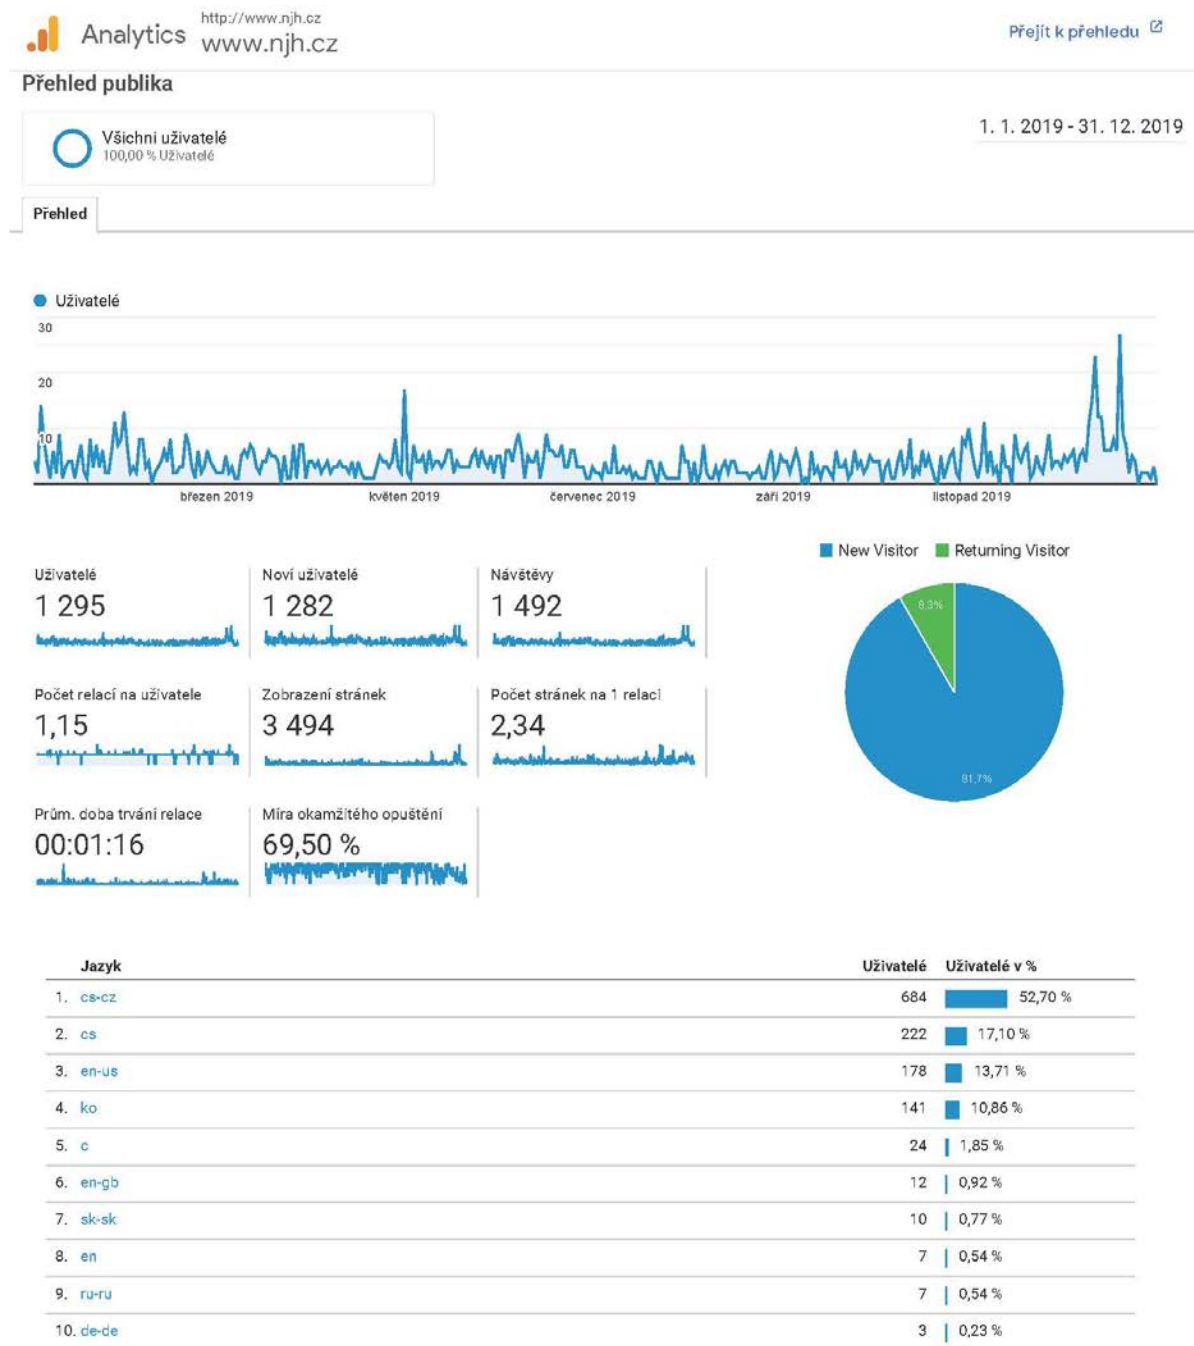 Analytics
http://www.njh.cz
www.njh.cz
Přejít k přehledu
Přehled publika
Všichni uživatelé
100,00 % Uživatelé
1. 1. 2019 - 31. 12. 2019
Přehled
Uživatelé
30
20
10
březen 2019 květen 2019 červenec 2019 září 2019 listopad 2019
New Visitor Returning Visitor
Uživatelé Noví uživatelé Návštěvy
1 295 1 282 1 492
8,3%
Počet relací na uživatele Zobrazení stránek Počet stránek na 1 relaci
1,15 3 494 2,34
91,7%
Prům. doba trvání relace Míra okamžitého opuštění
00:01:16 69,50 %
Jazyk Uživatelé Uživatelé v %
1. cs-cz 684 52,70 %
2. cs 222 17,10 %
3. en-us 178 13,71 %
4. ko 141 10,86 %
5. c 24 1,85 %
6. en-gb 12 0,92 %
7. sk-sk 10 0,77 %
8. en 7 0,54 %
9. ru-ru 7 0,54 %
10. de-de 3 0,23 %